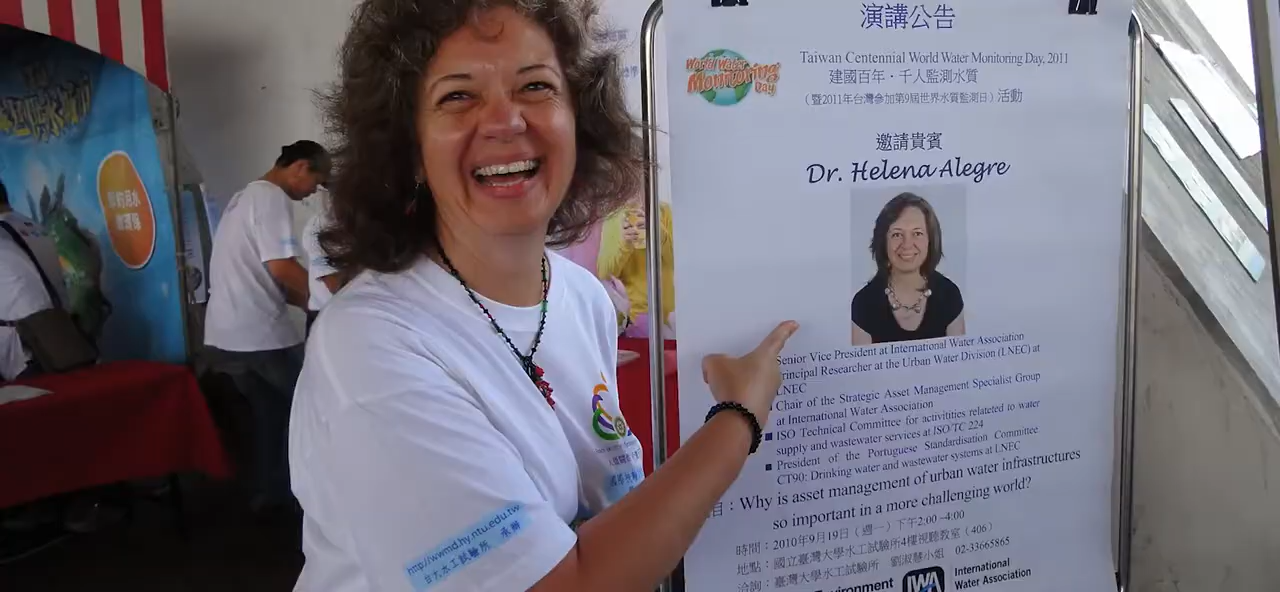 演講公告
World Water
Monitoring
Day
Taiwan Centennial World Water Monitoring Day, 2011
建國百年・千人監測水質
（暨2011年台灣參加第9屆世界水質監測日）活動
邀請貴賓
Dr. Helena Alegre
Senior Vice President at International Water Association
Principal Researcher at the Urban Water Division (LNEC) at
LNEC
Chair of the Strategic Asset Management Specialist Group
at International Water Association
■ ISO Technical Committee for activities relateted to water
supply and wastewater services at ISO TC 224
■ President of the Portuguese Standardisation Committee
CT90: Drinking water and wastewater systems at LNEC
目：Why is asset management of urban water infrastructures
so important in a more challenging world?
時間：2010年9月19日（週一）下午2:00 –4:00
地點：國立臺灣大學水工試驗所4樓視聽教室（406）
洽詢：臺灣大學水工試驗所 劉淑慧小姐 02-33665865
vironment
IWA
International
Water Association
http://wwmd.hy.ntu.edu.tw
台大水工試驗所 承辦
節約用水